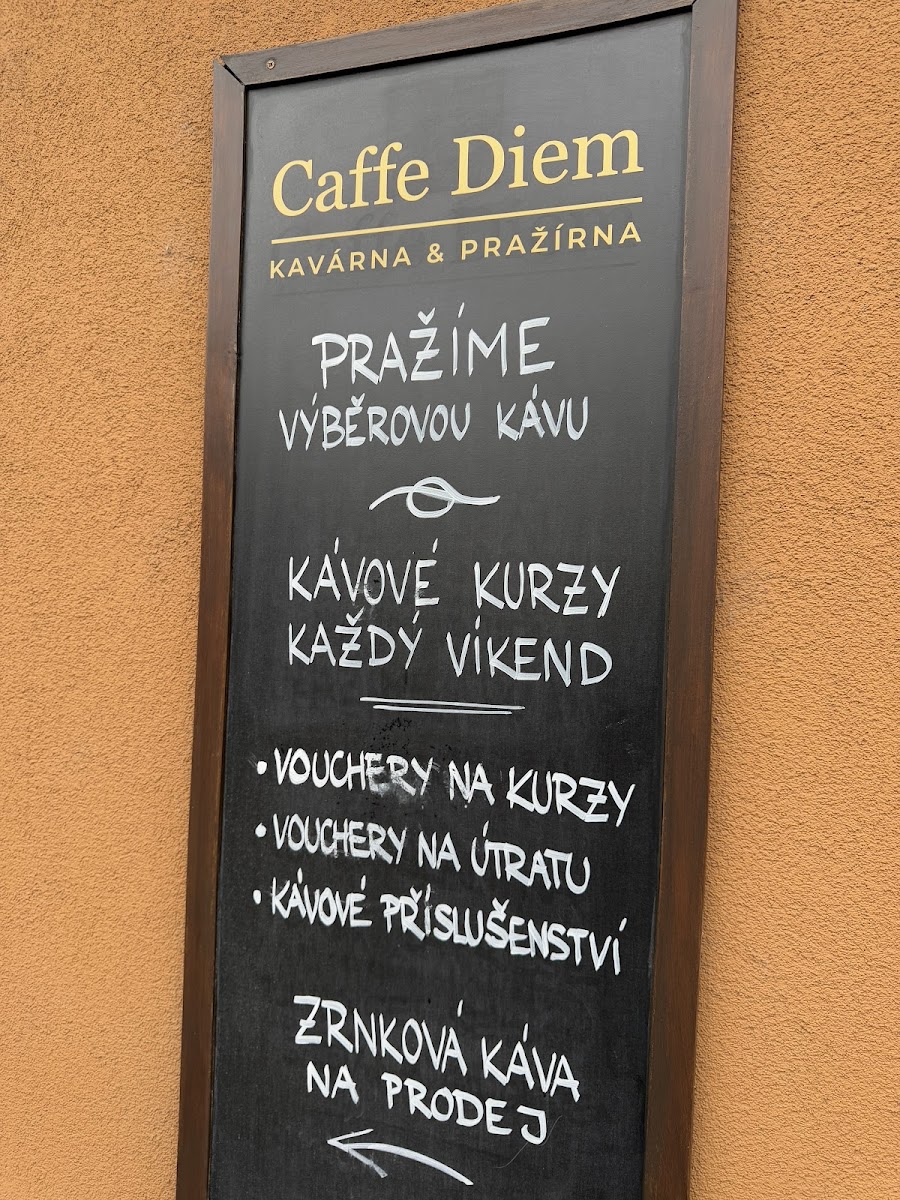 Caffe Diem
KAVÁRNA & PRAŽÍRNA
PRAŽÍME
VÝBĚROVOU KÁVU
KÁVOVÉ KURZY
KAŽDÝ VÍKEND
• VOUCHERY NA KURZY
• VOUCHERY NA ÚTRATU
• KÁVOVÉ PŘÍSLUŠENSTVÍ
ZRNKOVÁ KÁVA
NA PRODEJ